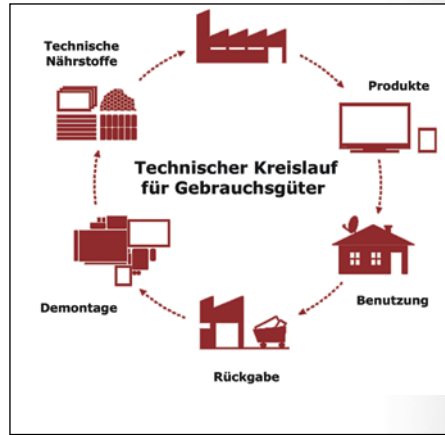 Technische
Nährstoffe
Produkte
Technischer Kreislauf
für Gebrauchsgüter
Demontage
Benutzung
Rückgabe